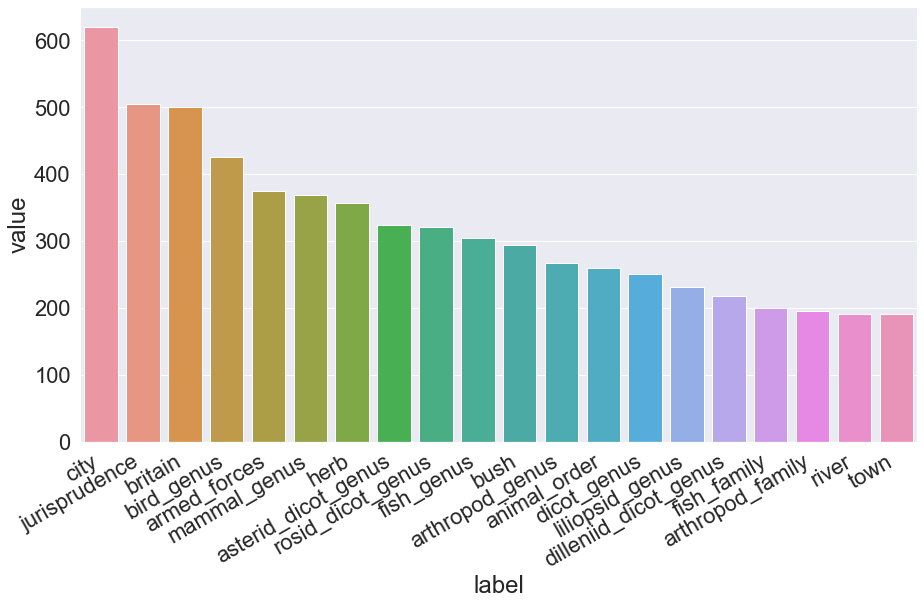 600
500
400
300
200
100
0
value
city
jurisprudence
britain
bird_genus
armed_forces
mammal_genus
herb
asterid_dicot_genus
rosid_dicot_genus
fish_genus
bush
arthropod_genus
animal_order
dicot_genus
liliopsid_genus
dilleniid_dicot_genus
fish_family
arthropod_family
river
town
label